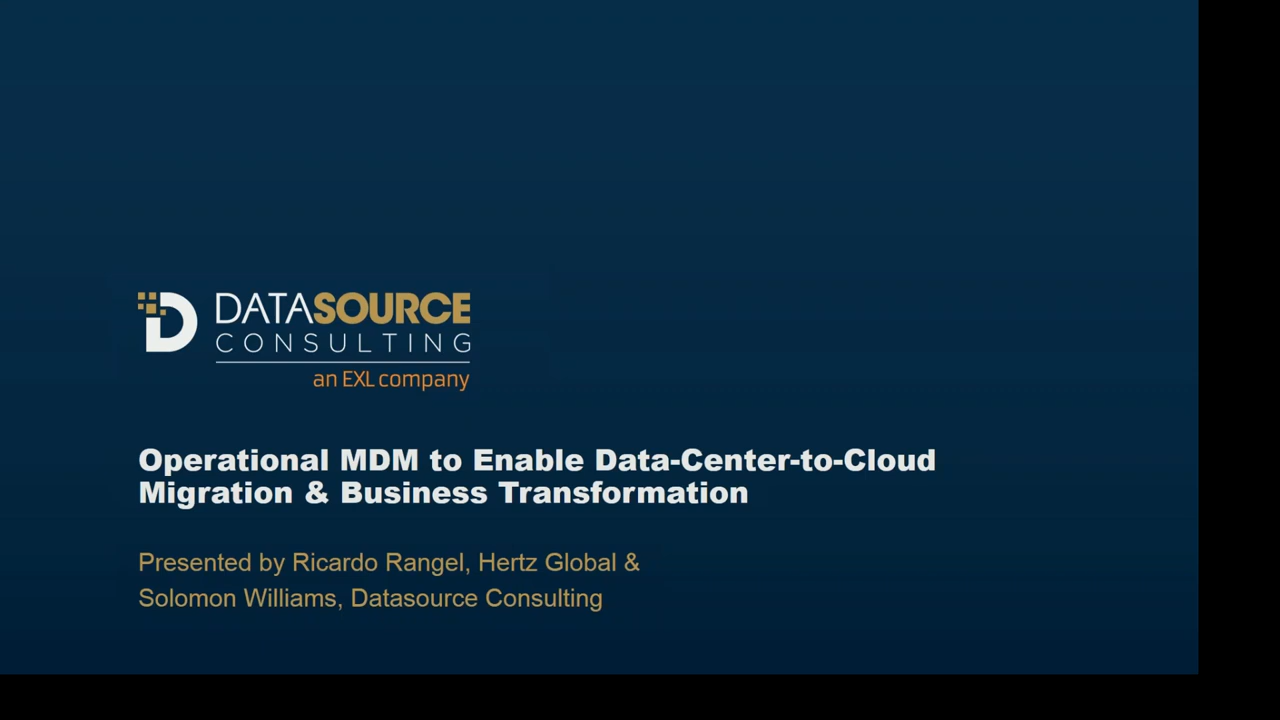 D DATASOURCE
CONSULTING
an EXL company
Operational MDM to Enable Data-Center-to-Cloud
Migration & Business Transformation
Presented by Ricardo Rangel, Hertz Global &
Solomon Williams, Datasource Consulting